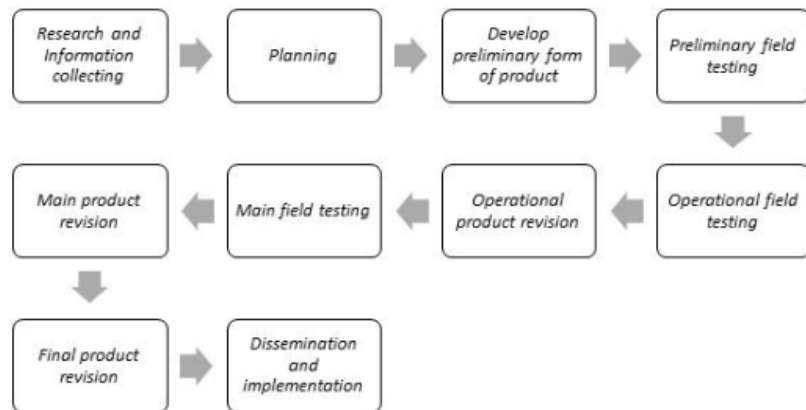 Research and
Information
collecting
Planning
Develop
preliminary form
of product
Preliminary field
testing
Main product
revision
Main field testing
Operational
product revision
Operational field
testing
Final product
revision
Dissemination
and
implementation